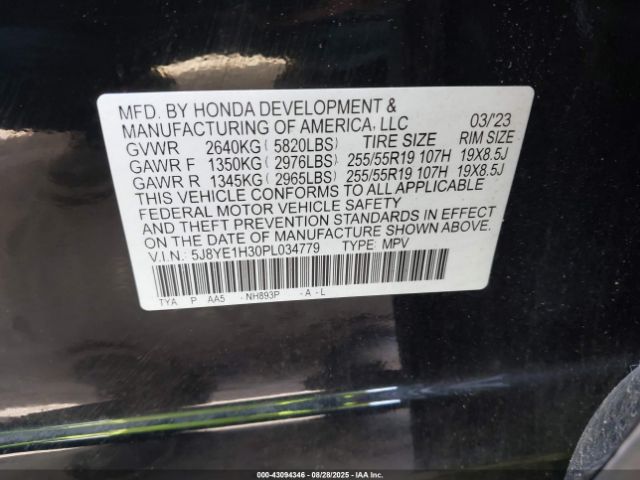 MFD. BY HONDA DEVELOPMENT &
MANUFACTURING OF AMERICA, LLC 03/'23
GVWR 2640KG ( 5820LBS) TIRE SIZE RIM SIZE
GAWR F 1350KG ( 2976LBS) 255/55R19 107H 19X8.5J
GAWR R 1345KG ( 2965LBS) 255/55R19 107H 19X8.5J
THIS VEHICLE CONFORMS TO ALL APPLICABLE
FEDERAL MOTOR VEHICLE SAFETY
AND THEFT PREVENTION STANDARDS IN EFFECT
ON THE DATE OF MANUFACTURE SHOWN ABOVE.
V.I.N.: 5J8YE1H30PL034779 TYPE: MPV
TYA P AA5 -NH893P -A-L
000-43094346 - 08/28/2025 - IAA Inc.